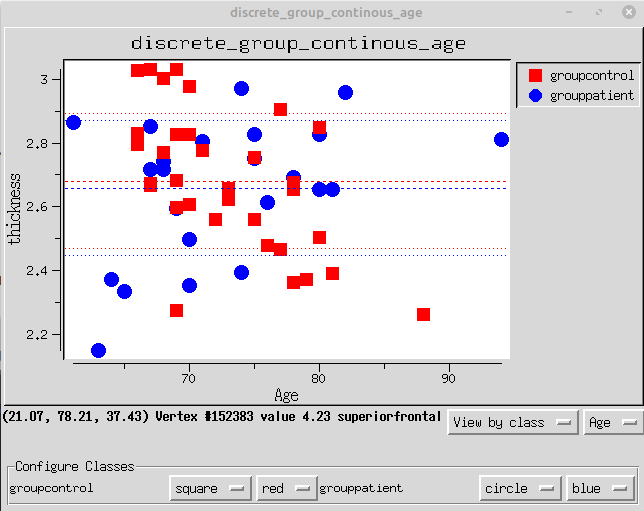 discrete_group_continous_age
discrete_group_continous_age
groupcontrol
grouppatient
3
2.8
2.6
2.4
2.2
thickness
70 80 90
Age
(21.07, 78.21, 37.43) Vertex #152383 value 4.23 superiorfrontal View by class Age
Configure Classes
groupcontrol square red grouppatient circle blue